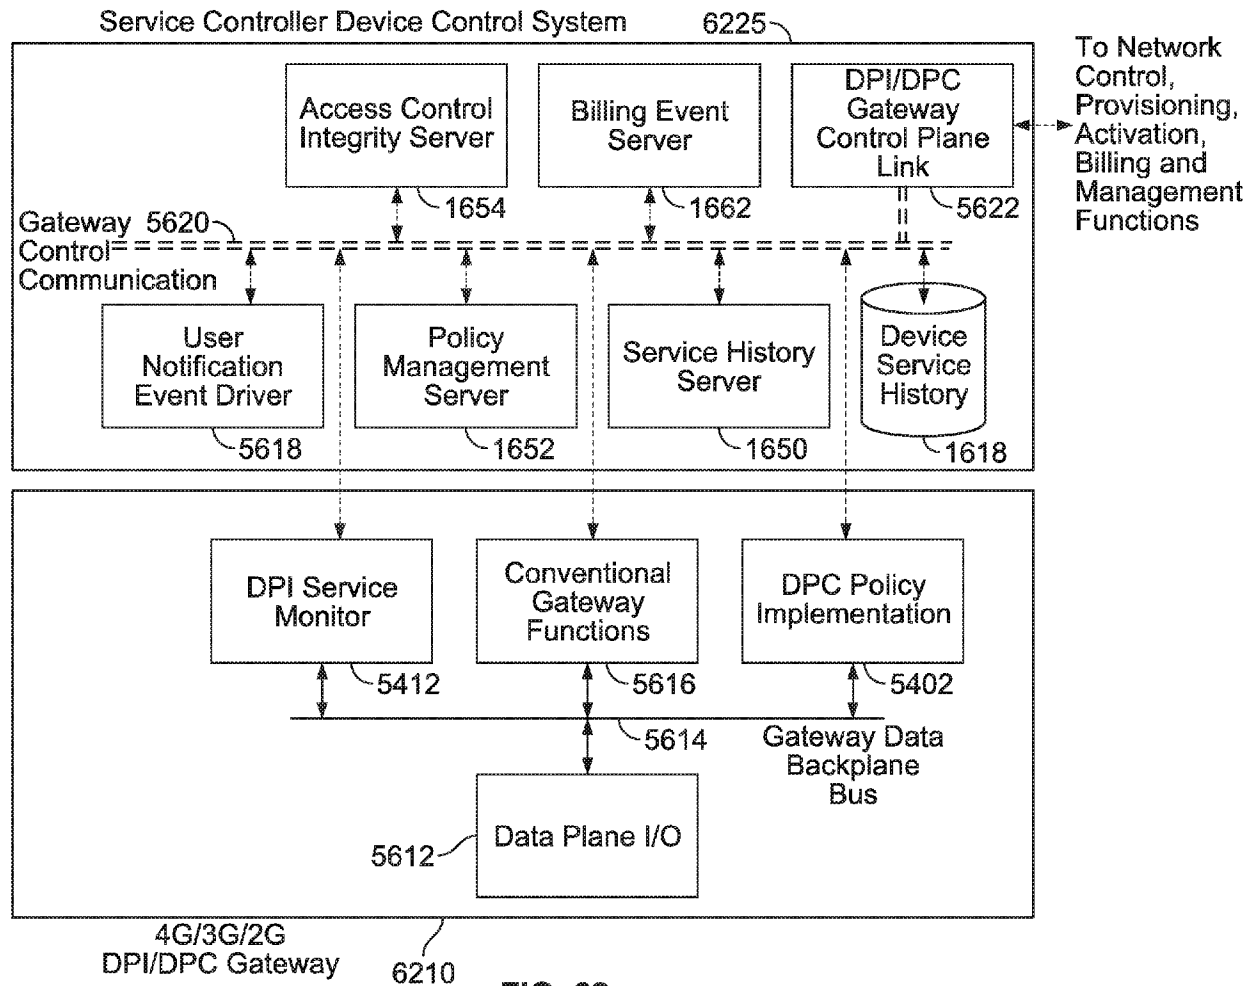 Service Controller Device Control System
6225
To Network
Control,
Provisioning,
Activation,
Billing and
Management
Functions
Access Control
Integrity Server
1654
Billing Event
Server
1662
DPI/DPC
Gateway
Control Plane
Link
5622
Gateway
Control
Communication
5620
User
Notification
Event Driver
5618
Policy
Management
Server
1652
Service History
Server
1650
Device
Service
History
1618
DPI Service
Monitor
5412
Conventional
Gateway
Functions
5616
DPC Policy
Implementation
5402
5614
Gateway Data
Backplane
Bus
Data Plane I/O
5612
4G/3G/2G
DPI/DPC Gateway
6210